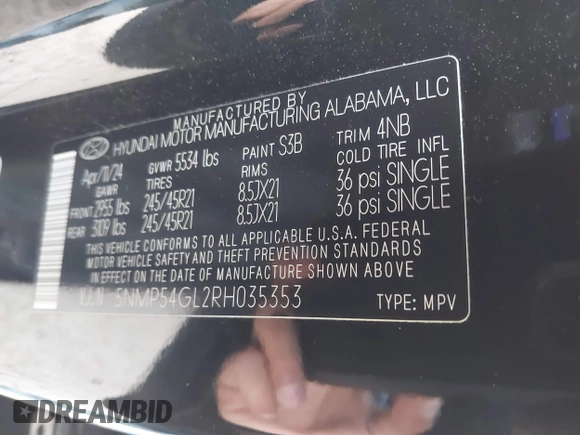 MANUFACTURED BY
HYUNDAI MOTOR MANUFACTURING ALABAMA, LLC
Apr/11/24 GVWR 5534 lbs PAINT S3B TRIM 4NB
GAWR TIRES RIMS COLD TIRE INFL
FRONT 2955 lbs 245/45R21 8.5JX21 36 psi SINGLE
REAR 3109 lbs 245/45R21 8.5JX21 36 psi SINGLE
THIS VEHICLE CONFORMS TO ALL APPLICABLE U.S.A. FEDERAL
MOTOR VEHICLE SAFETY AND THEFT PREVENTION STANDARDS
IN EFFECT ON THE DATE OF MANUFACTURE SHOWN ABOVE
5NMP54GL2RH035353 TYPE: MPV
DREAMBID